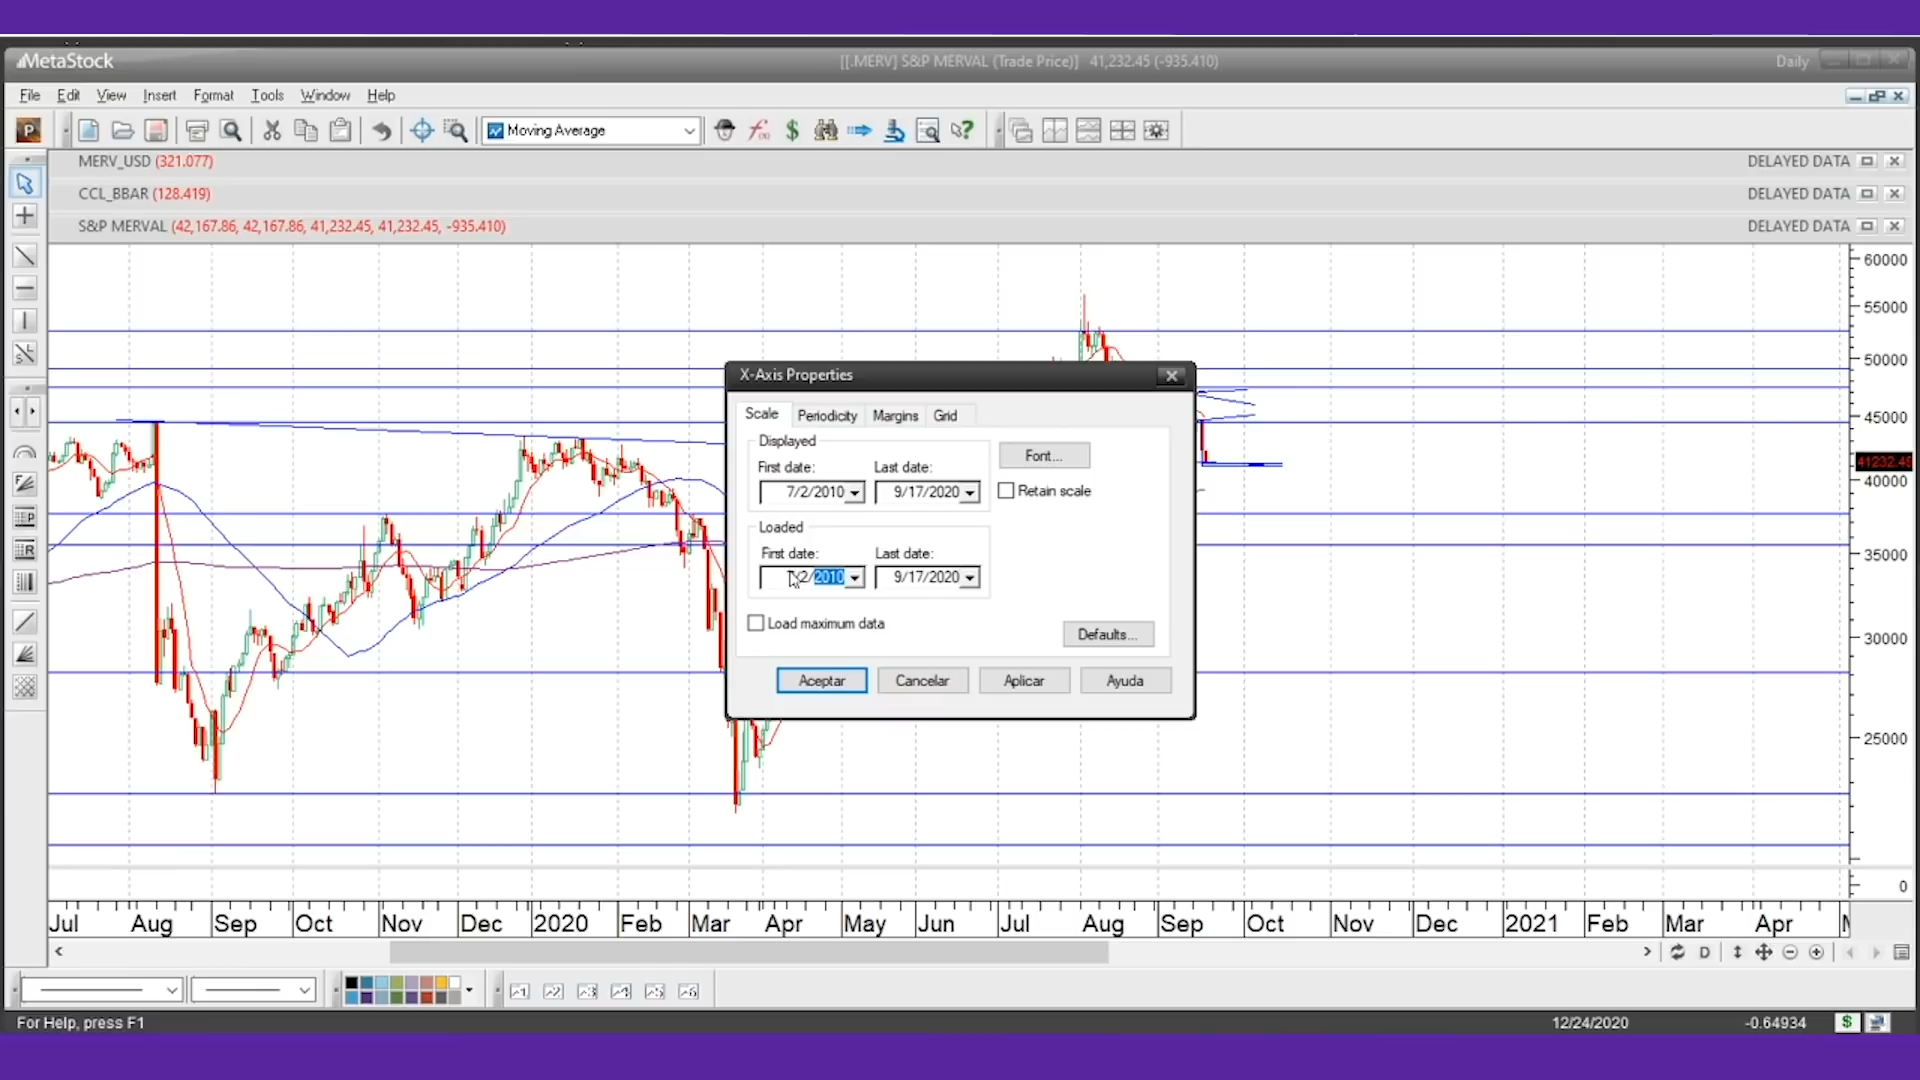 MetaStock
[[.MERV] S&P MERVAL (Trade Price)] 41,232.45 (-935.410)
Daily
File Edit View Insert Format Tools Window Help
P
Moving Average
MERV_USD (321.077)
DELAYED DATA
CCL_BBAR (128.419)
DELAYED DATA
S&P MERVAL (42,167.86, 42,167.86, 41,232.45, 41,232.45, -935.410)
DELAYED DATA
60000
55000
50000
45000
41232.45
40000
35000
30000
25000
0
X-Axis Properties
Scale Periodicity Margins Grid
Displayed
First date: Last date:
7/2/2010 9/17/2020
Font...
Retain scale
Loaded
First date: Last date:
7/2/2010 9/17/2020
Load maximum data
Defaults...
Aceptar Cancelar Aplicar Ayuda
Jul Aug Sep Oct Nov Dec 2020 Feb Mar Apr May Jun Jul Aug Sep Oct Nov Dec 2021 Feb Mar Apr
D
For Help, press F1
12/24/2020 -0.64934